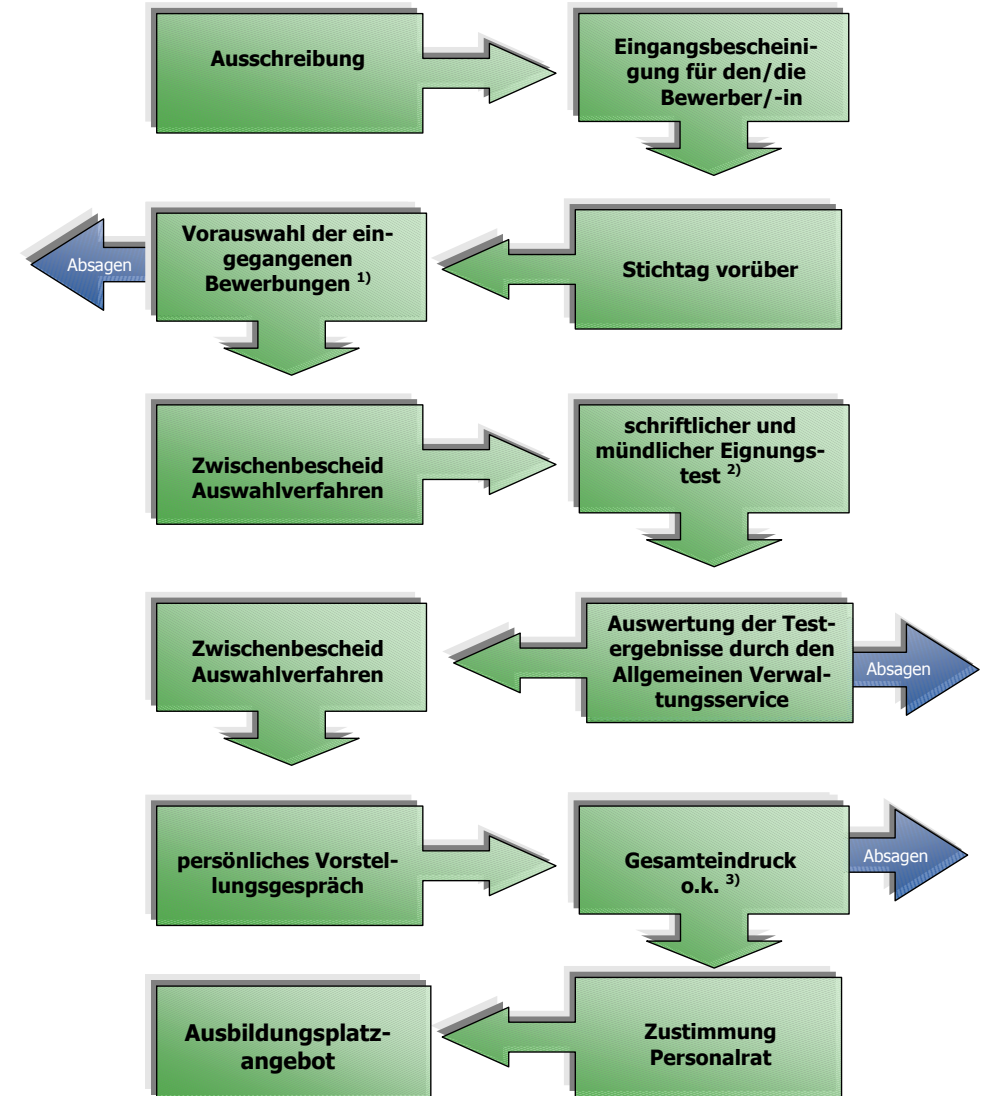 Ausschreibung
Eingangsbescheini-
gung für den/die
Bewerber/-in
Absagen
Vorauswahl der ein-
gegangenen
Bewerbungen 1)
Stichtag vorüber
Zwischenbescheid
Auswahlverfahren
schriftlicher und
mündlicher Eignungs-
test 2)
Zwischenbescheid
Auswahlverfahren
Auswertung der Test-
ergebnisse durch den
Allgemeinen Verwal-
tungsservice
Absagen
persönliches Vorstel-
lungsgespräch
Gesamteindruck
o.k. 3)
Absagen
Ausbildungsplatz-
angebot
Zustimmung
Personalrat